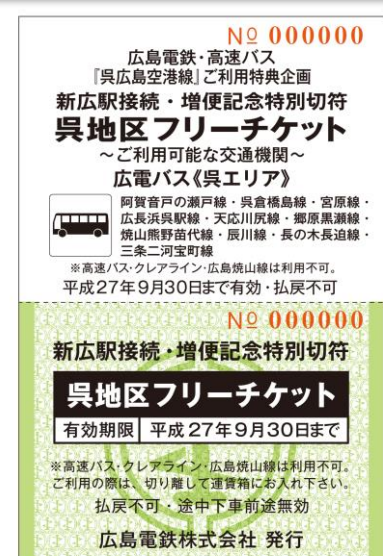 № 000000
広島電鉄・高速バス
『呉広島空港線』ご利用特典企画
新広駅接続・増便記念特別切符
呉地区フリーチケット
～ご利用可能な交通機関～
広電バス《呉エリア》
阿賀音戸の瀬戸線・呉倉橋島線・宮原線・
広長浜呉駅線・天応川尻線・郷原黒瀬線・
焼山熊野苗代線・辰川線・長の木長迫線・
三条二河宝町線
※高速バス・クレアライン・広島焼山線は利用不可。
平成27年9月30日まで有効・払戻不可
№ 000000
新広駅接続・増便記念特別切符
呉地区フリーチケット
有効期限 平成27年9月30日まで
※高速バス・クレアライン・広島焼山線は利用不可。
ご利用の際は、切り離して運賃箱にお入れ下さい。
払戻不可・途中下車前途無効
広島電鉄株式会社 発行